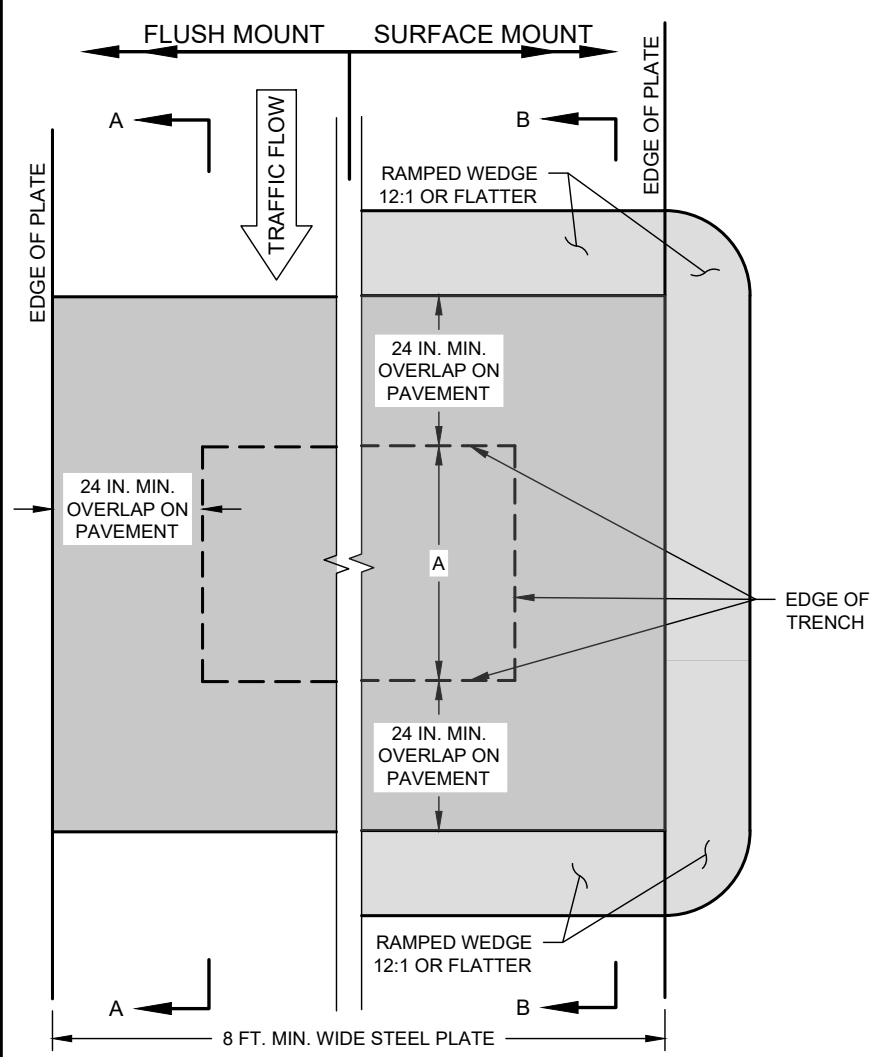 FLUSH MOUNT
SURFACE MOUNT
A
B
TRAFFIC FLOW
EDGE OF PLATE
EDGE OF PLATE
RAMPED WEDGE
12:1 OR FLATTER
24 IN. MIN.
OVERLAP ON
PAVEMENT
24 IN. MIN.
OVERLAP ON
PAVEMENT
A
EDGE OF
TRENCH
24 IN. MIN.
OVERLAP ON
PAVEMENT
RAMPED WEDGE
12:1 OR FLATTER
A
B
8 FT. MIN. WIDE STEEL PLATE